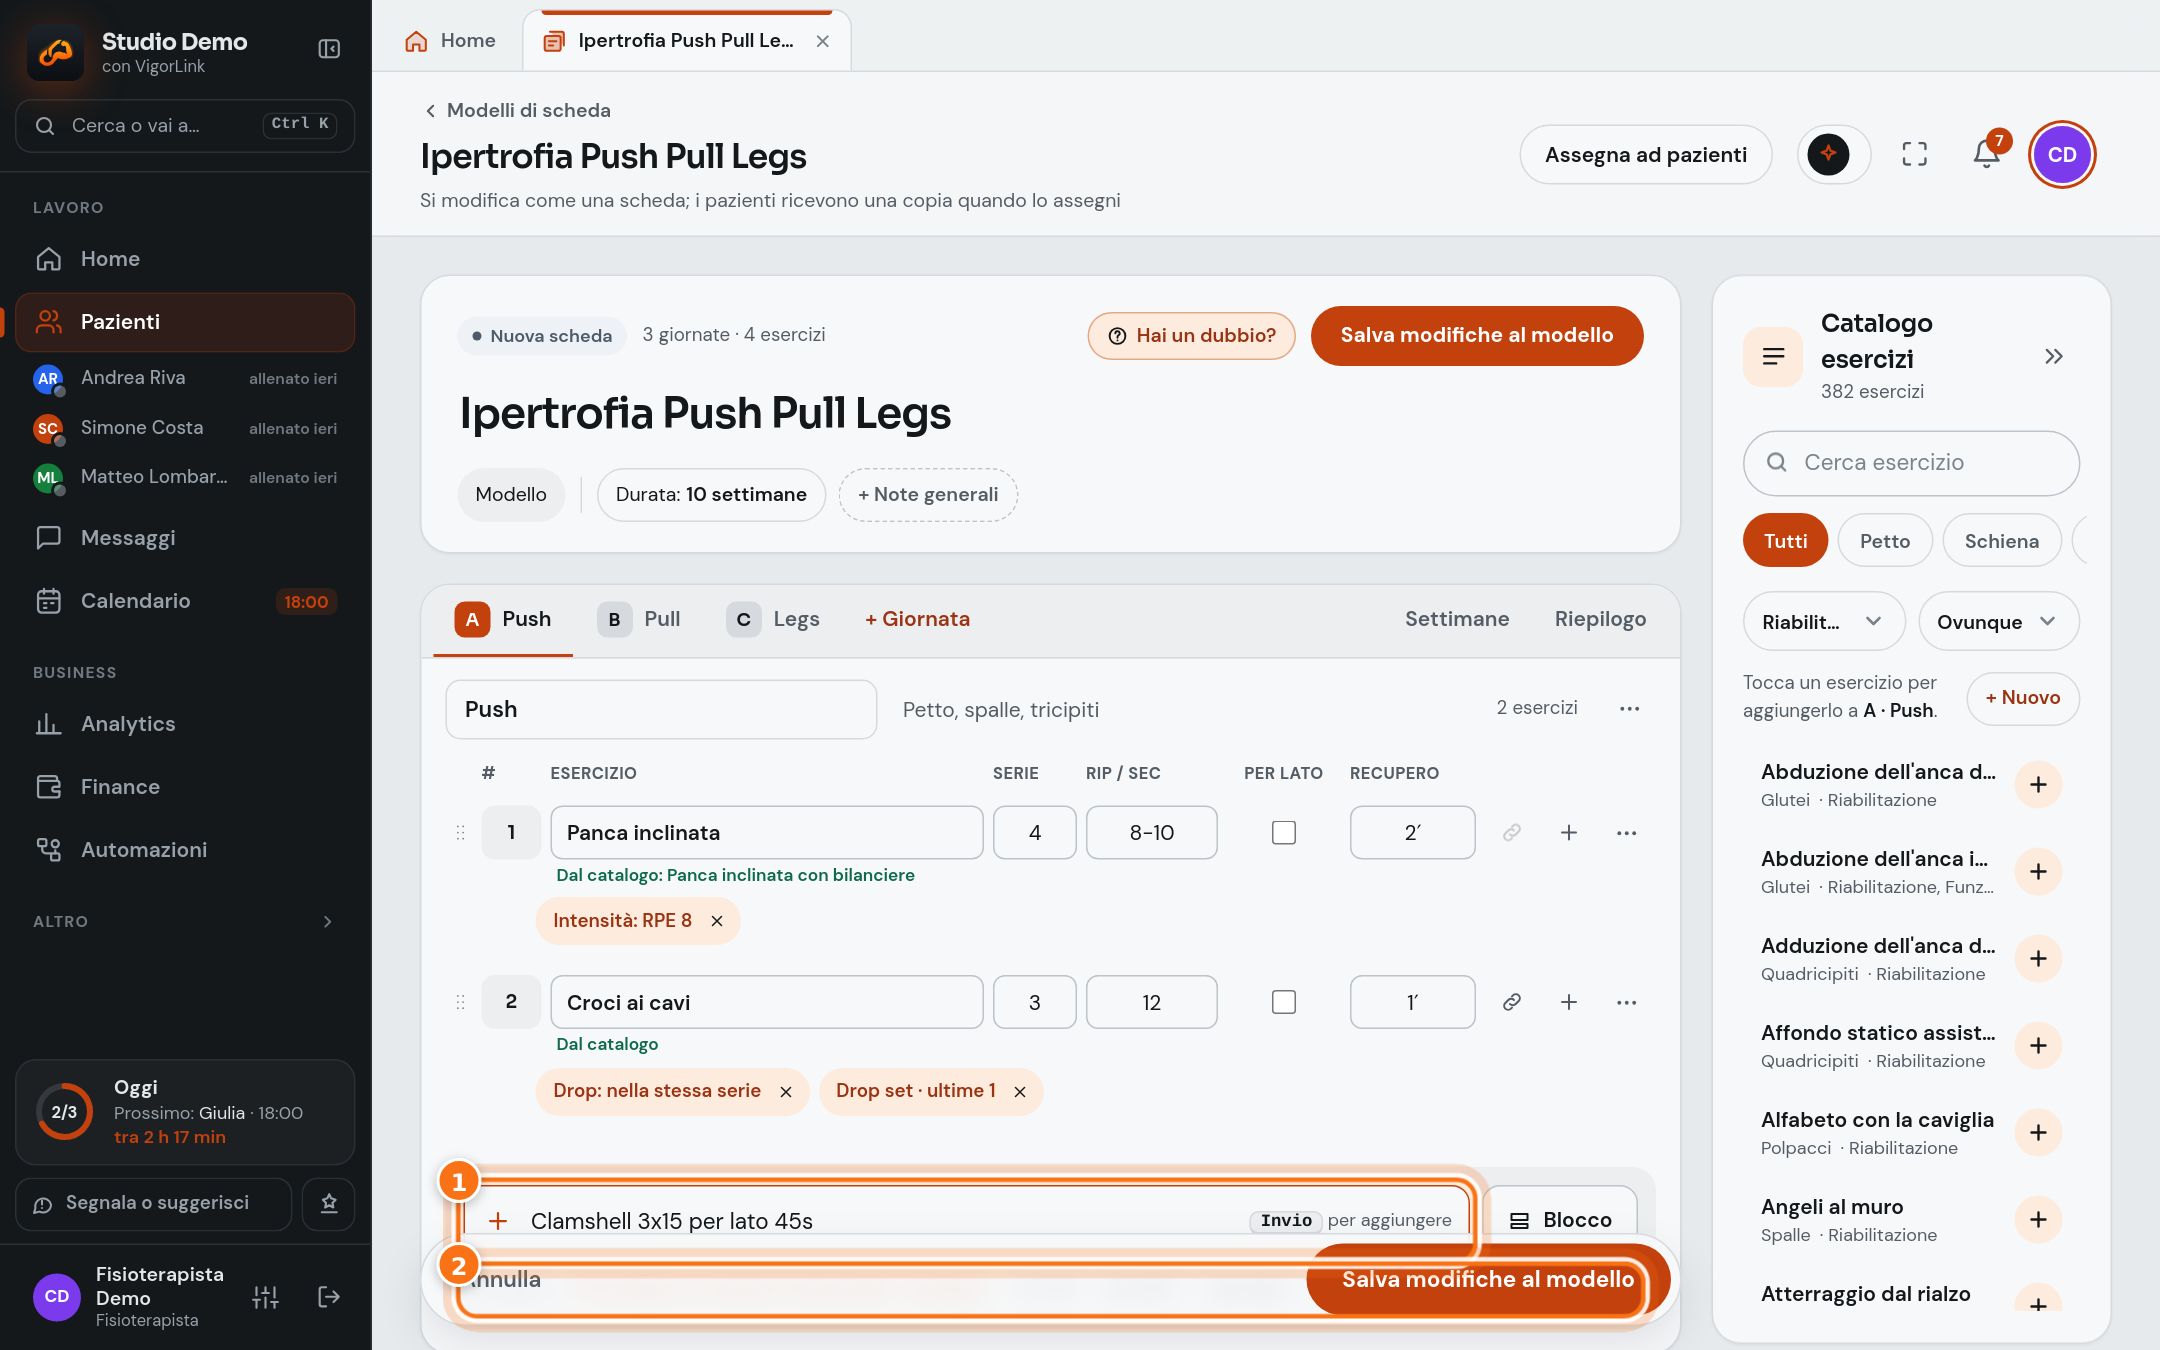 Studio Demo
con VigorLink
Cerca o vai a...
Ctrl K
LAVORO
Home
Pazienti
AR Andrea Riva allenato ieri
SC Simone Costa allenato ieri
ML Matteo Lombar... allenato ieri
Messaggi
Calendario 18:00
BUSINESS
Analytics
Finance
Automazioni
ALTRO
2/3
Oggi
Prossimo: Giulia · 18:00
tra 2 h 17 min
Segnala o suggerisci
CD
Fisioterapista
Demo
Fisioterapista
Home
Ipertrofia Push Pull Le...
Modelli di scheda
Ipertrofia Push Pull Legs
Si modifica come una scheda; i pazienti ricevono una copia quando lo assegni
Assegna ad pazienti
7
CD
Nuova scheda
3 giornate · 4 esercizi
Hai un dubbio?
Salva modifiche al modello
Ipertrofia Push Pull Legs
Modello
Durata: 10 settimane
+ Note generali
A Push
B Pull
C Legs
+ Giornata
Settimane
Riepilogo
Push
Petto, spalle, tricipiti
2 esercizi
# ESERCIZIO SERIE RIP / SEC PER LATO RECUPERO
1 Panca inclinata 4 8-10 2′
Dal catalogo: Panca inclinata con bilanciere
Intensità: RPE 8
2 Croci ai cavi 3 12 1′
Dal catalogo
Drop: nella stessa serie
Drop set · ultime 1
1
+ Clamshell 3x15 per lato 45s
Invio per aggiungere
Blocco
2
nnulla
Salva modifiche al modello
Catalogo
esercizi
382 esercizi
Cerca esercizio
Tutti
Petto
Schiena
Riabilit...
Ovunque
Tocca un esercizio per
aggiungerlo a A · Push.
+ Nuovo
Abduzione dell'anca d...
Glutei · Riabilitazione
Abduzione dell'anca i...
Glutei · Riabilitazione, Funz...
Adduzione dell'anca d...
Quadricipiti · Riabilitazione
Affondo statico assist...
Quadricipiti · Riabilitazione
Alfabeto con la caviglia
Polpacci · Riabilitazione
Angeli al muro
Spalle · Riabilitazione
Atterraggio dal rialzo